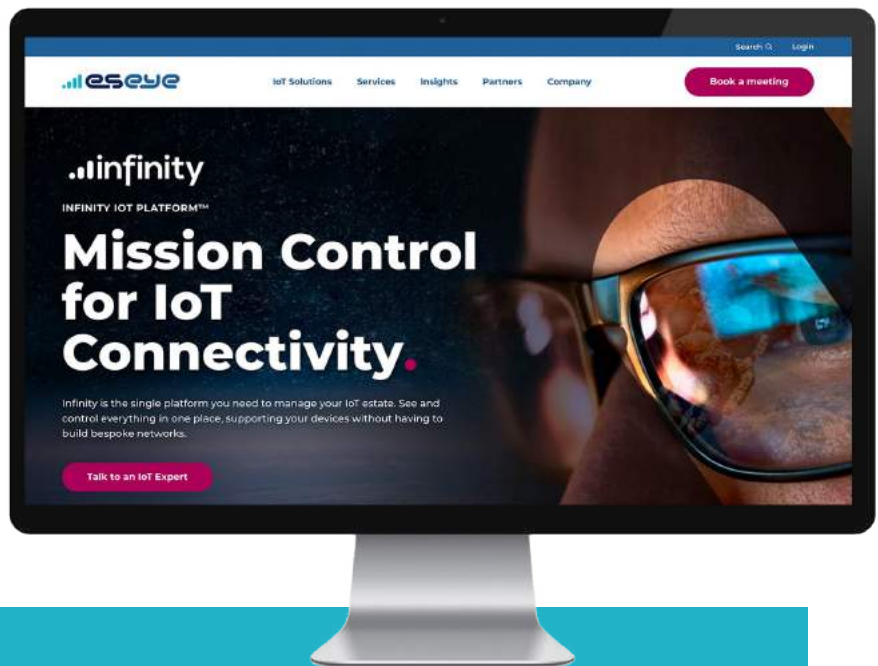 Search Login
eseye
IoT Solutions Services Insights Partners Company
Book a meeting
infinity
INFINITY IOT PLATFORM™
Mission Control
for IoT
Connectivity.
Infinity is the single platform you need to manage your IoT estate. See and
control everything in one place, supporting your devices without having to
build bespoke networks.
Talk to an IoT Expert